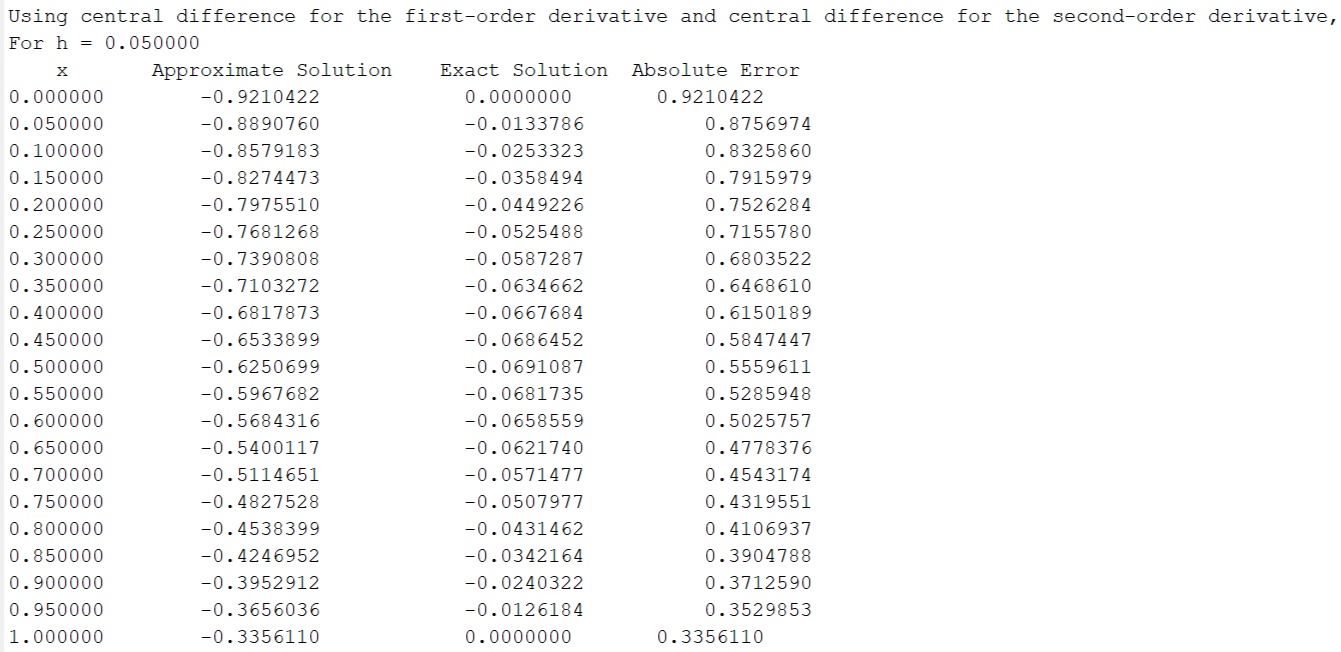 Using central difference for the first-order derivative and central difference for the second-order derivative,
For h = 0.050000
x Approximate Solution Exact Solution Absolute Error
0.000000 -0.9210422 0.0000000 0.9210422
0.050000 -0.8890760 -0.0133786 0.8756974
0.100000 -0.8579183 -0.0253323 0.8325860
0.150000 -0.8274473 -0.0358494 0.7915979
0.200000 -0.7975510 -0.0449226 0.7526284
0.250000 -0.7681268 -0.0525488 0.7155780
0.300000 -0.7390808 -0.0587287 0.6803522
0.350000 -0.7103272 -0.0634662 0.6468610
0.400000 -0.6817873 -0.0667684 0.6150189
0.450000 -0.6533899 -0.0686452 0.5847447
0.500000 -0.6250699 -0.0691087 0.5559611
0.550000 -0.5967682 -0.0681735 0.5285948
0.600000 -0.5684316 -0.0658559 0.5025757
0.650000 -0.5400117 -0.0621740 0.4778376
0.700000 -0.5114651 -0.0571477 0.4543174
0.750000 -0.4827528 -0.0507977 0.4319551
0.800000 -0.4538399 -0.0431462 0.4106937
0.850000 -0.4246952 -0.0342164 0.3904788
0.900000 -0.3952912 -0.0240322 0.3712590
0.950000 -0.3656036 -0.0126184 0.3529853
1.000000 -0.3356110 0.0000000 0.3356110